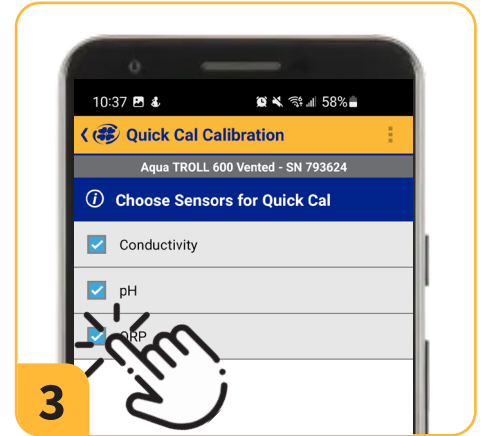 10:37 58%
Quick Cal Calibration
Aqua TROLL 600 Vented - SN 793624
Choose Sensors for Quick Cal
Conductivity
pH
ORP
3